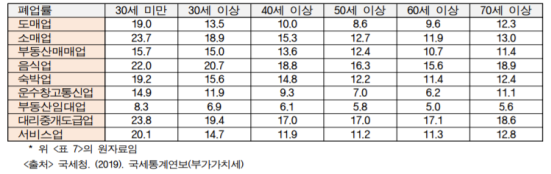 폐업률 30세 미만 30세 이상 40세 이상 50세 이상 60세 이상 70세 이상
도매업 19.0 13.5 10.0 8.6 9.6 12.3
소매업 23.7 18.9 15.3 12.7 11.9 13.0
부동산매매업 15.7 15.0 13.6 12.4 10.7 11.4
음식업 22.0 20.7 18.8 16.3 15.6 18.9
숙박업 19.2 15.6 14.8 12.2 11.4 12.4
운수창고통신업 14.9 11.9 9.3 7.0 6.2 11.1
부동산임대업 8.3 6.9 6.1 5.8 5.0 5.6
대리중개도급업 23.8 19.4 17.0 17.0 17.1 18.6
서비스업 20.1 14.7 11.9 11.2 11.3 12.8
* 위 <표 7>의 원자료임
<출처> 국세청. (2019). 국세통계연보(부가가치세)